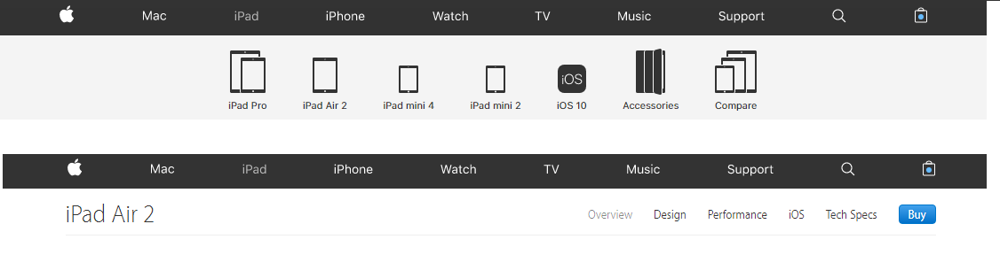 Mac iPad iPhone Watch TV Music Support
iOS
iPad Pro iPad Air 2 iPad mini 4 iPad mini 2 iOS 10 Accessories Compare
Mac iPad iPhone Watch TV Music Support
iPad Air 2 Overview Design Performance iOS Tech Specs Buy